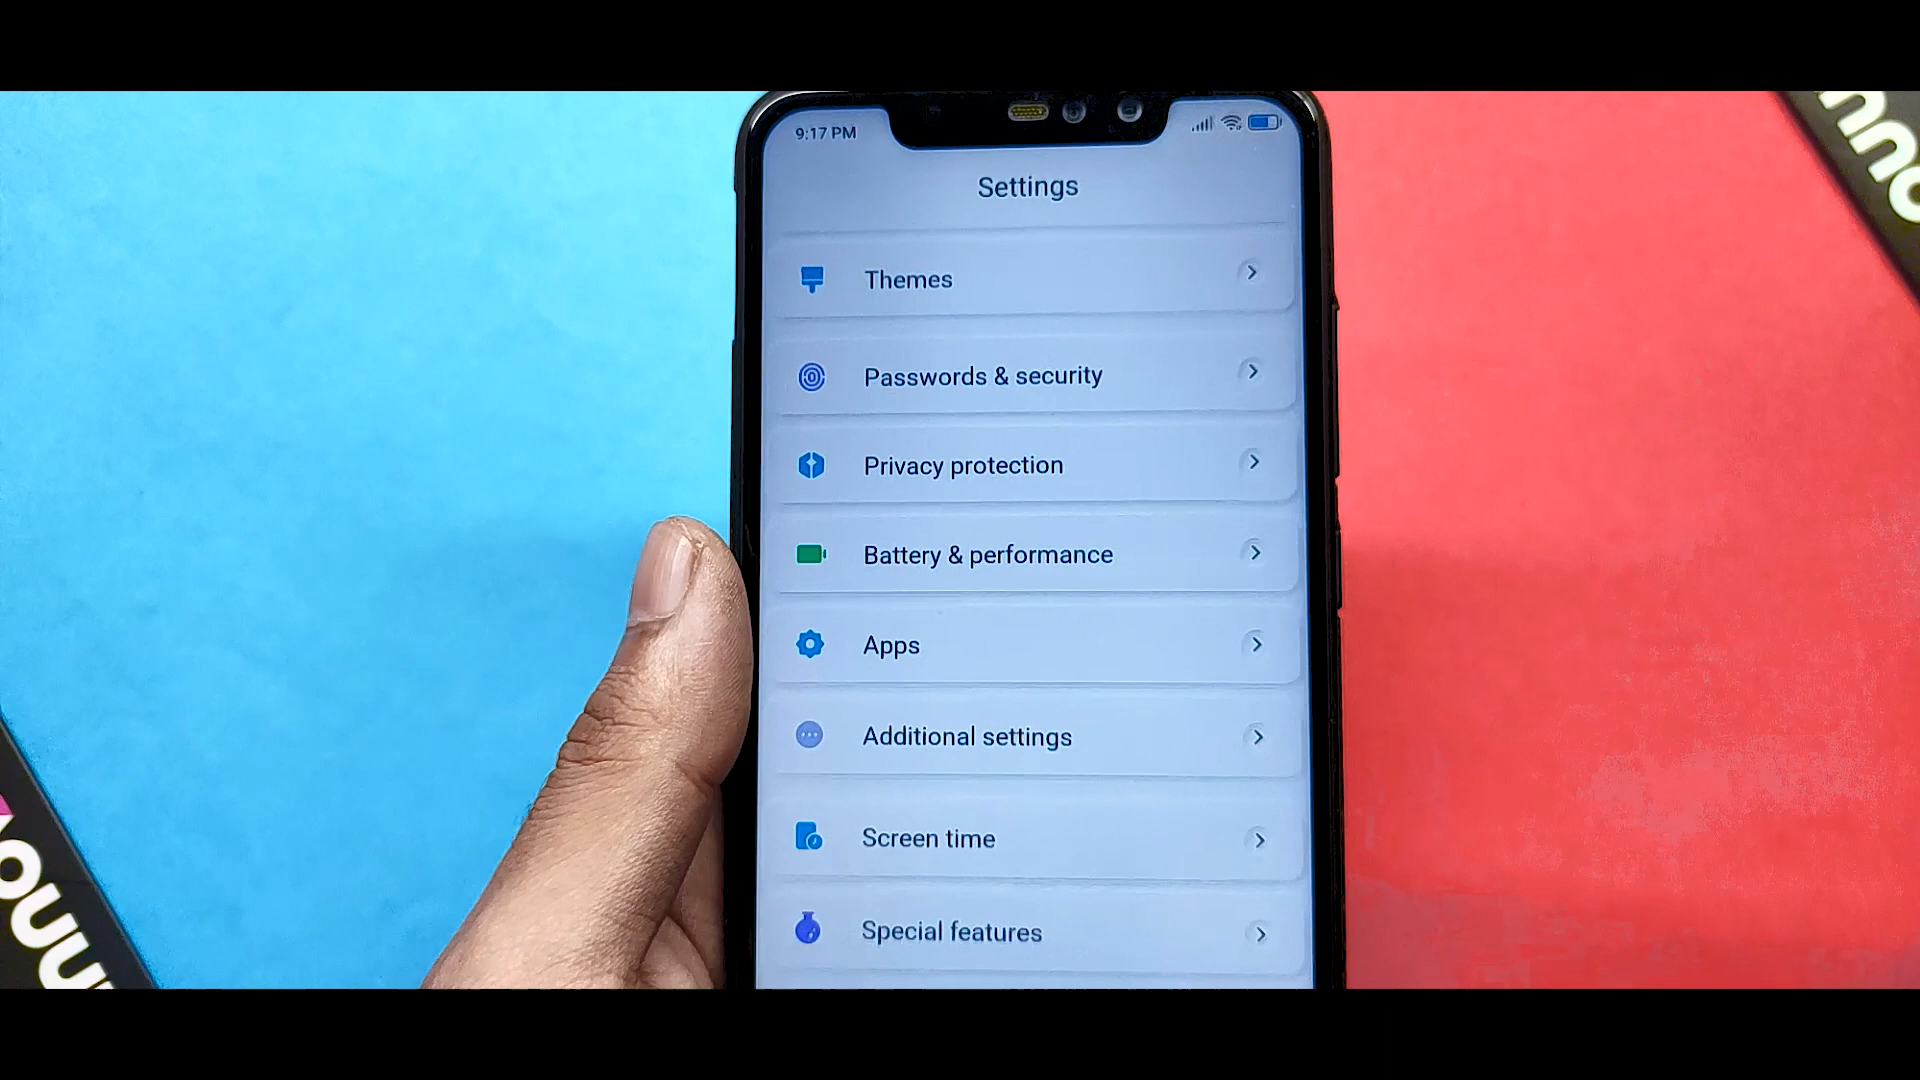 9:17 PM
Settings
Themes
Passwords & security
Privacy protection
Battery & performance
Apps
Additional settings
Screen time
Special features